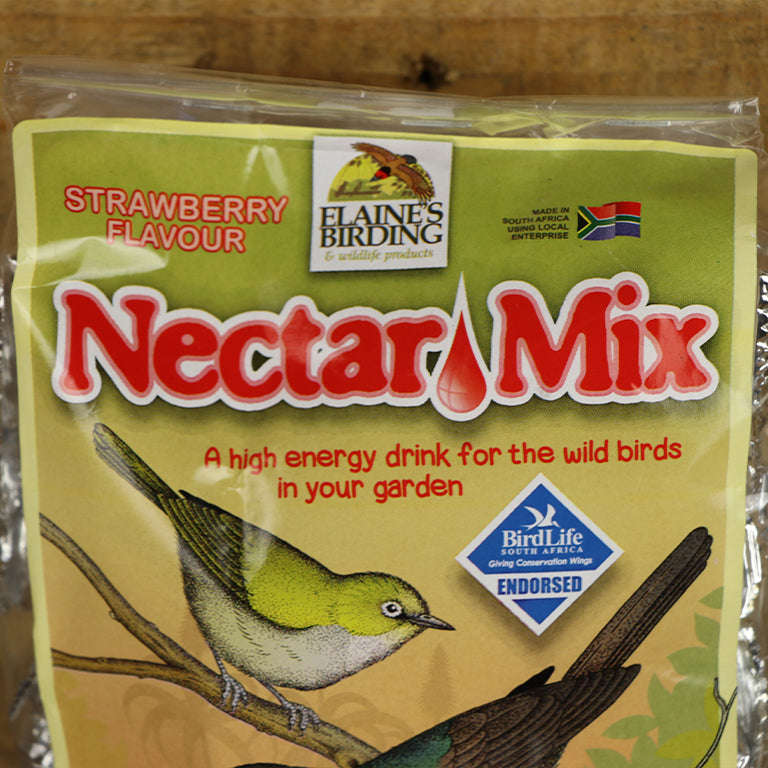 STRAWBERRY
FLAVOUR
ELAINE'S
BIRDING
& wildlife products
MADE IN
SOUTH AFRICA
USING LOCAL
ENTERPRISE
Nectar Mix
A high energy drink for the wild birds
in your garden
BirdLife
SOUTH AFRICA
Giving Conservation Wings
ENDORSED